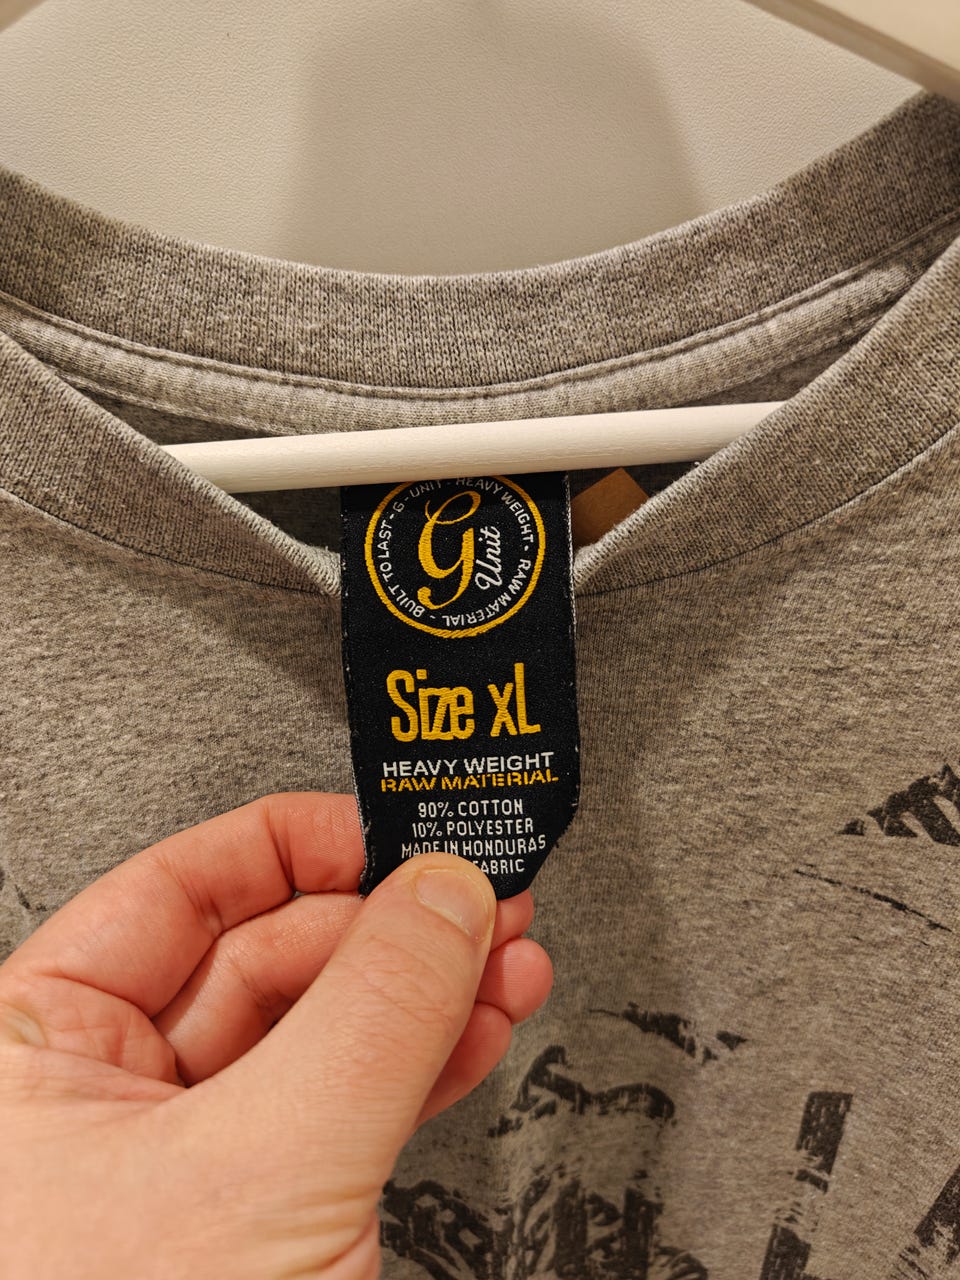 BUILT TO LAST - G-UNIT - HEAVY WEIGHT - RAW MATERIAL -
G Unit
Size XL
HEAVY WEIGHT
RAW MATERIAL
90% COTTON
10% POLYESTER
MADE IN HONDURAS
FABRIC